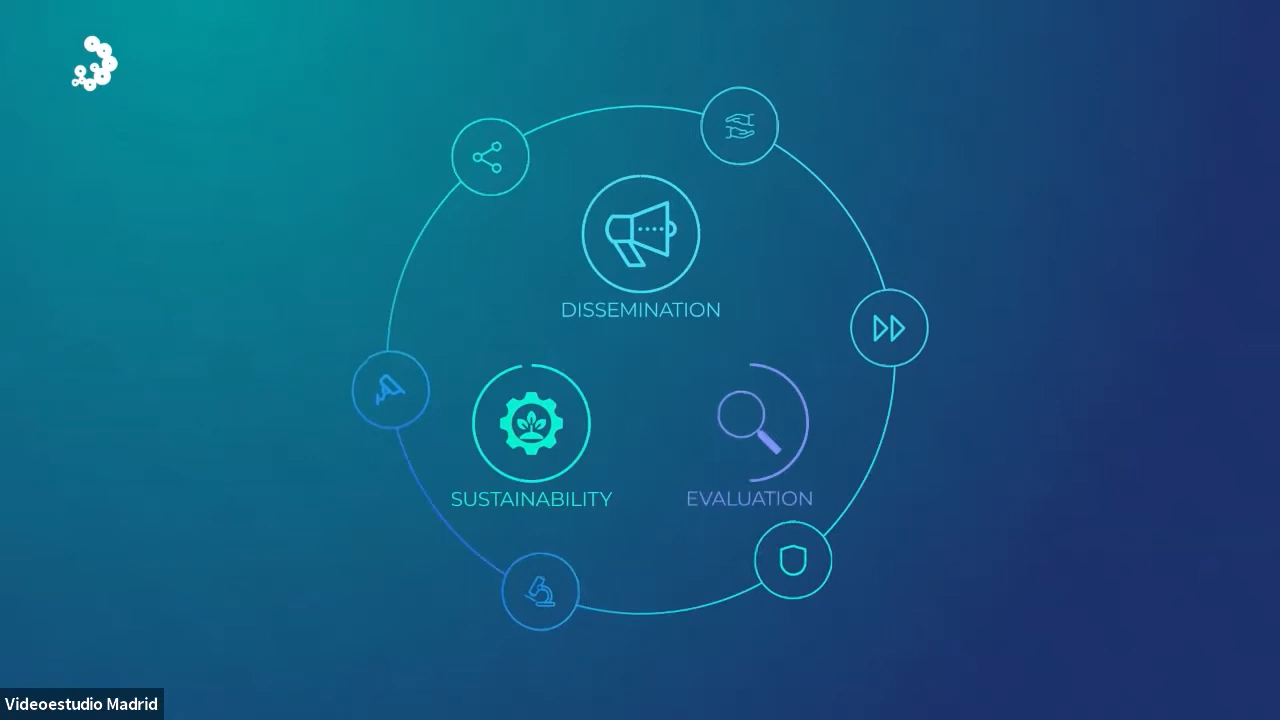 DISSEMINATION
SUSTAINABILITY
EVALUATION
Videoestudio Madrid